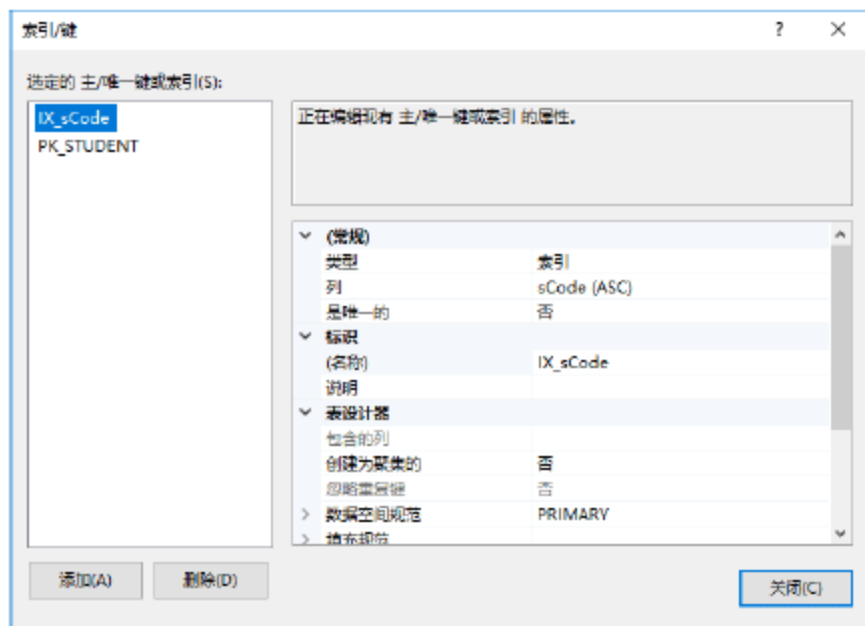 索引/键
选定的 主/唯一键或索引(S):
IX_sCode
PK_STUDENT
正在编辑现有 主/唯一键或索引 的属性。
(常规)
类型 索引
列 sCode (ASC)
是唯一的 否
标识
(名称) IX_sCode
说明
表设计器
包含的列
创建为聚集的 否
忽略重复键 否
数据空间规范 PRIMARY
填充规范
添加(A) 删除(D)
关闭(C)